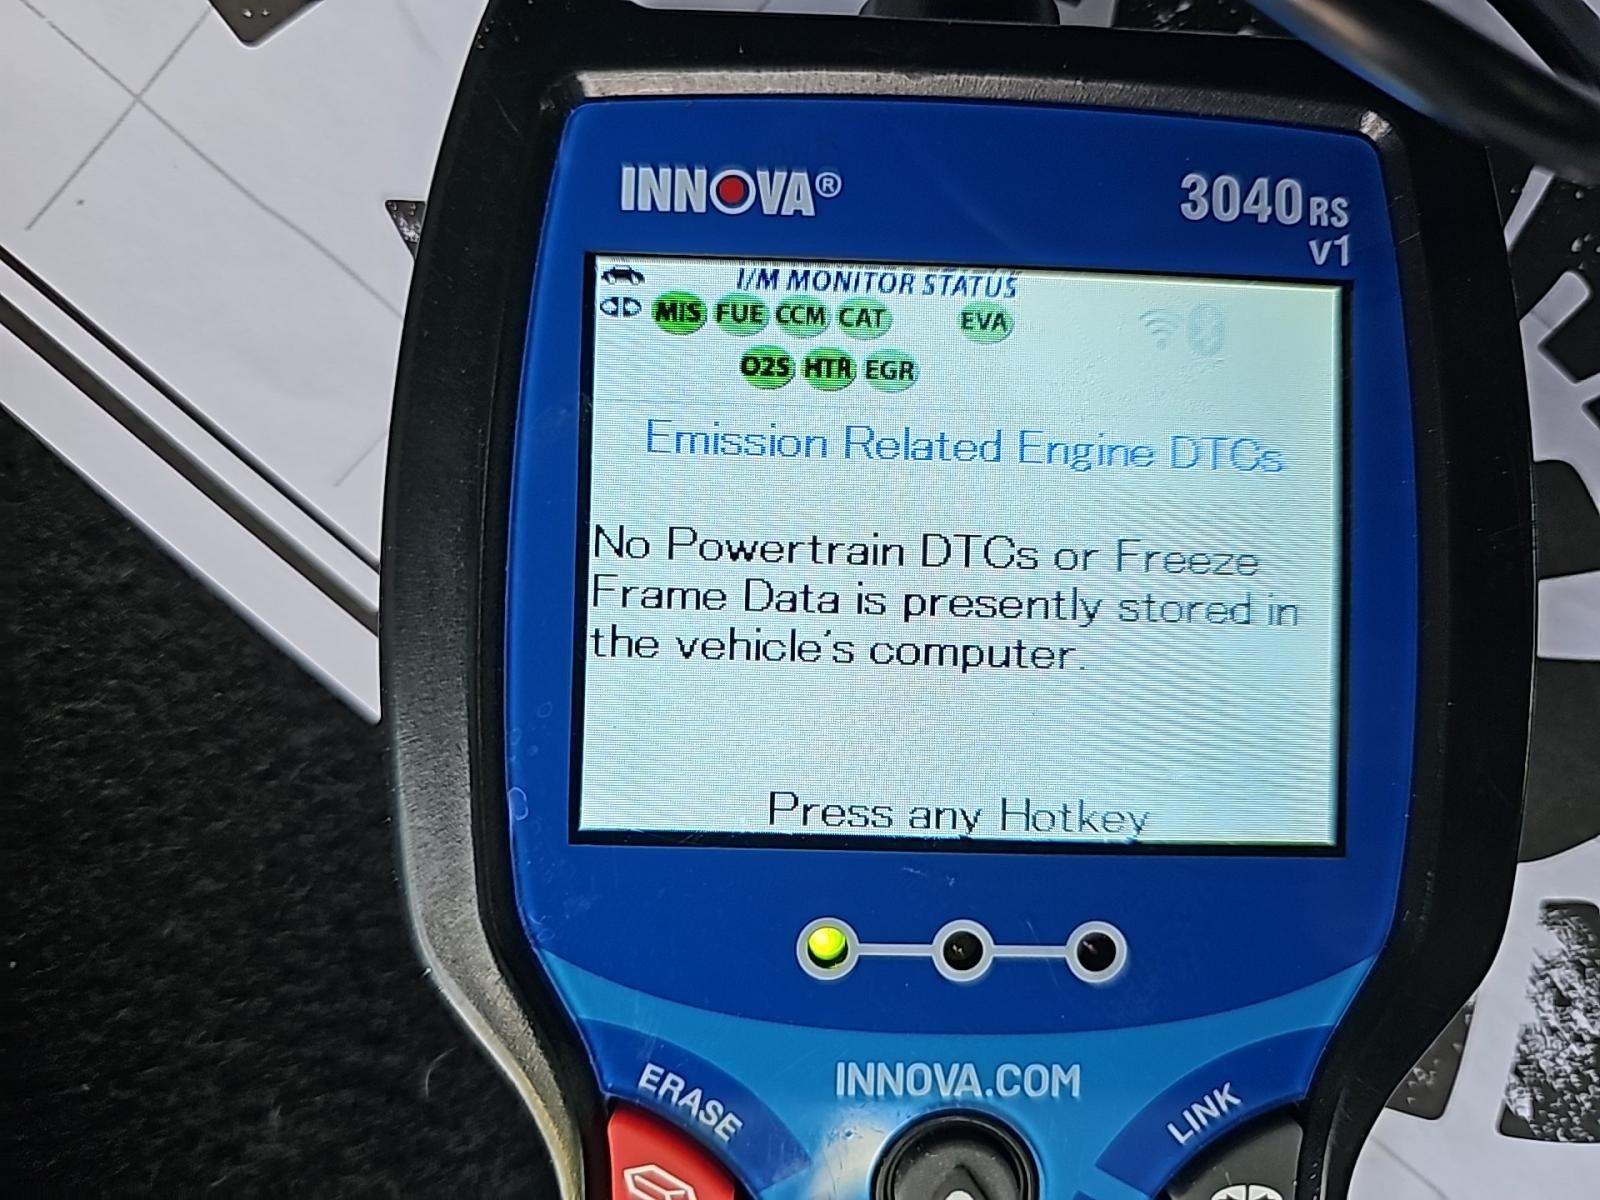 INNOVA®
3040RS
v1
I/M MONITOR STATUS
MIS FUE CCM CAT EVA
O2S HTR EGR
Emission Related Engine DTCs
No Powertrain DTCs or Freeze
Frame Data is presently stored in
the vehicle's computer.
Press any Hotkey
INNOVA.COM
ERASE
LINK